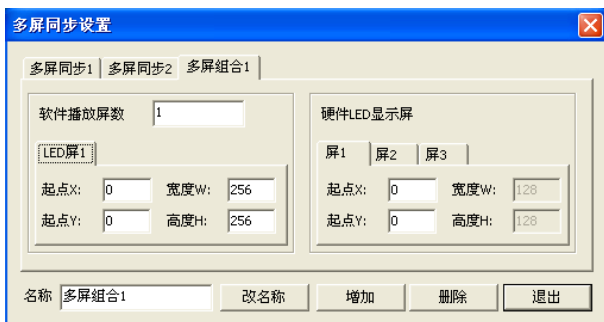 多屏同步设置
多屏同步1 多屏同步2 多屏组合1
软件播放屏数 1 硬件LED显示屏
LED屏1 屏1 屏2 屏3
起点X: 0 宽度W: 256 起点X: 0 宽度W: 128
起点Y: 0 高度H: 256 起点Y: 0 高度H: 128
名称 多屏组合1 改名称 增加 删除 退出